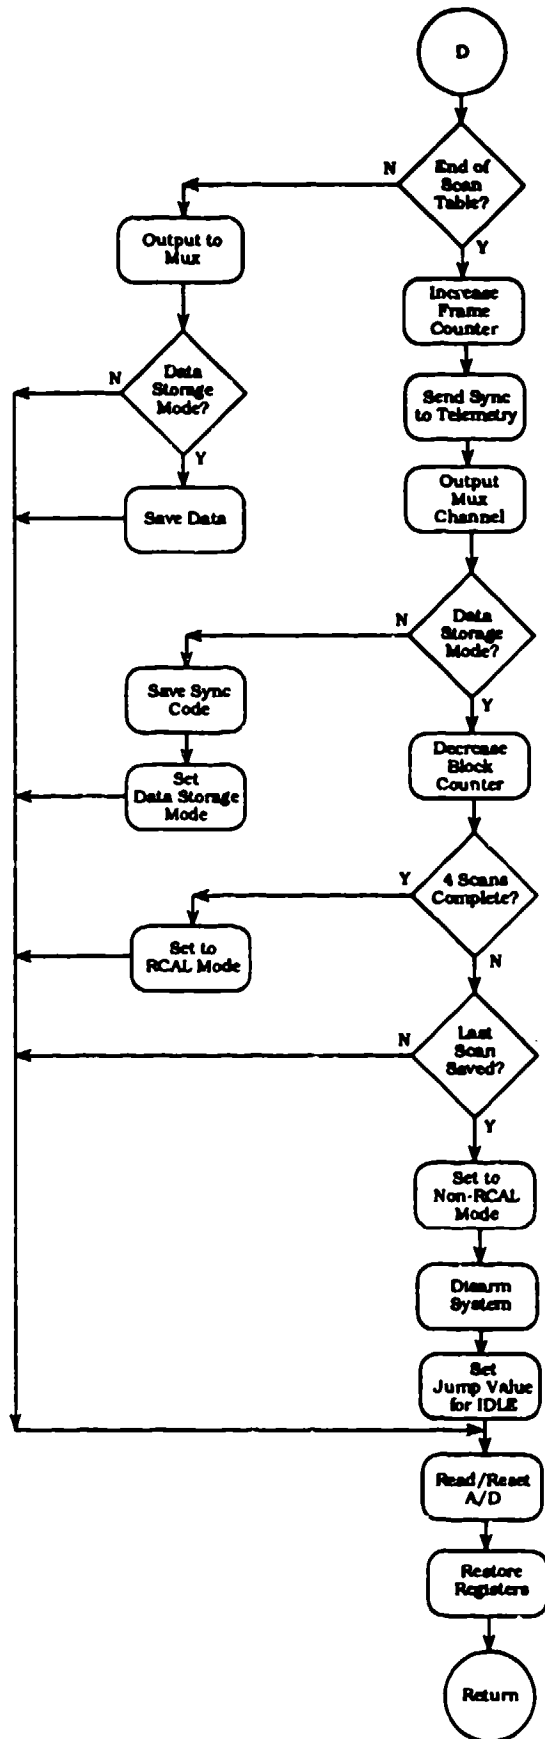 D
N
End of
Scan
Table?
Y
Output to
Mux
Increase
Frame
Counter
N
Data
Storage
Mode?
Y
Send Sync
to Telemetry
Save Data
Output
Mux
Channel
N
Data
Storage
Mode?
Y
Save Sync
Code
Set
Data Storage
Mode
Decrease
Block
Counter
Y
4 Scans
Complete?
N
Set to
RCAL Mode
N
Last
Scan
Saved?
Y
Set to
Non-RCAL
Mode
Disarm
System
Set
Jump Value
for IDLE
Read/Reset
A/D
Restore
Registers
Return